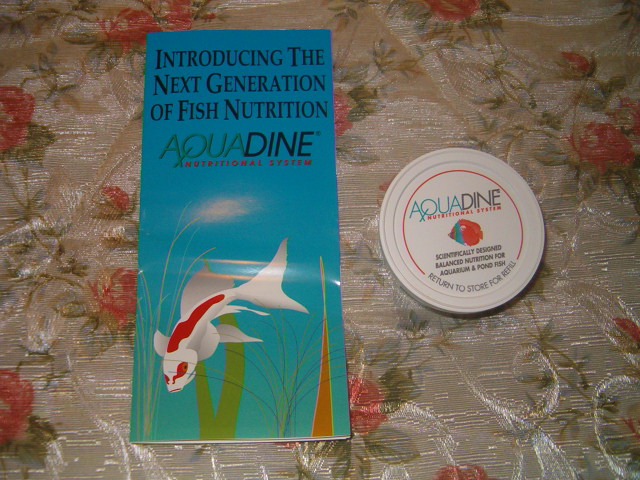 INTRODUCING THE
NEXT GENERATION
OF FISH NUTRITION
AQUADINE®
NUTRITIONAL SYSTEM
AQUADINE®
NUTRITIONAL SYSTEM
SCIENTIFICALLY DESIGNED
BALANCED NUTRITION FOR
AQUARIUM & POND FISH
RETURN TO STORE FOR REFILL